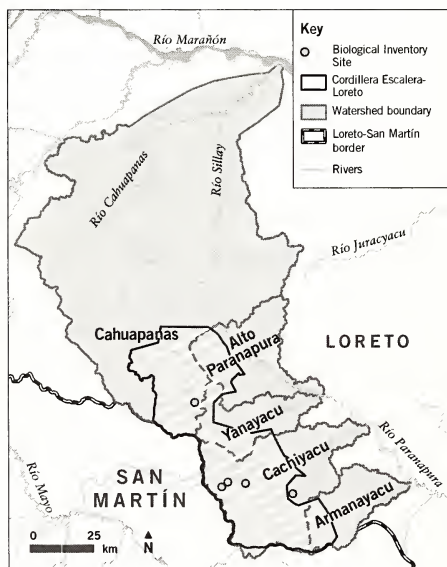 Río Marañón
Key
Biological Inventory
Site
Cordillera Escalera-
Loreto
Watershed boundary
Loreto-San Martín
border
Rivers
Río Cahuapanas
Río Sillay
Río Juracyacu
Cahuapanas
Alto
Paranapura
LORETO
Yanayacu
Río Paranapura
Cachiyacu
SAN
MARTÍN
Río Mayo
Armanayacu
0 25
km
N